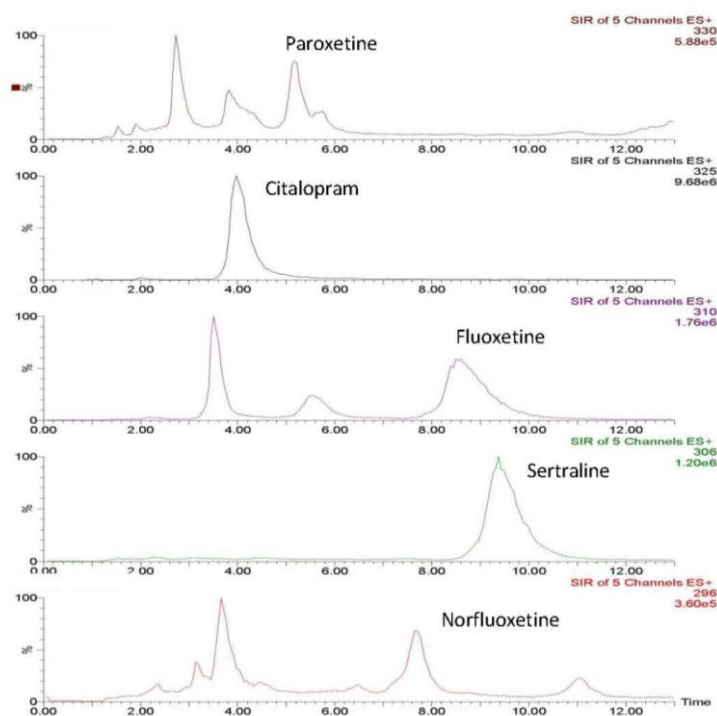 SIR of 5 Channels ES+
330
5.88e5
Paroxetine
100
%
0
0.00 2.00 4.00 6.00 8.00 10.00 12.00
SIR of 5 Channels ES+
325
9.68e6
Citalopram
100
%
0
0.00 2.00 4.00 6.00 8.00 10.00 12.00
SIR of 5 Channels ES+
310
1.76e6
Fluoxetine
100
%
0
0.00 2.00 4.00 6.00 8.00 10.00 12.00
SIR of 5 Channels ES+
306
1.20e6
Sertraline
100
%
0
0.00 2.00 4.00 6.00 8.00 10.00 12.00
SIR of 5 Channels ES+
296
3.60e5
Norfluoxetine
100
%
0
Time
0.00 2.00 4.00 6.00 8.00 10.00 12.00